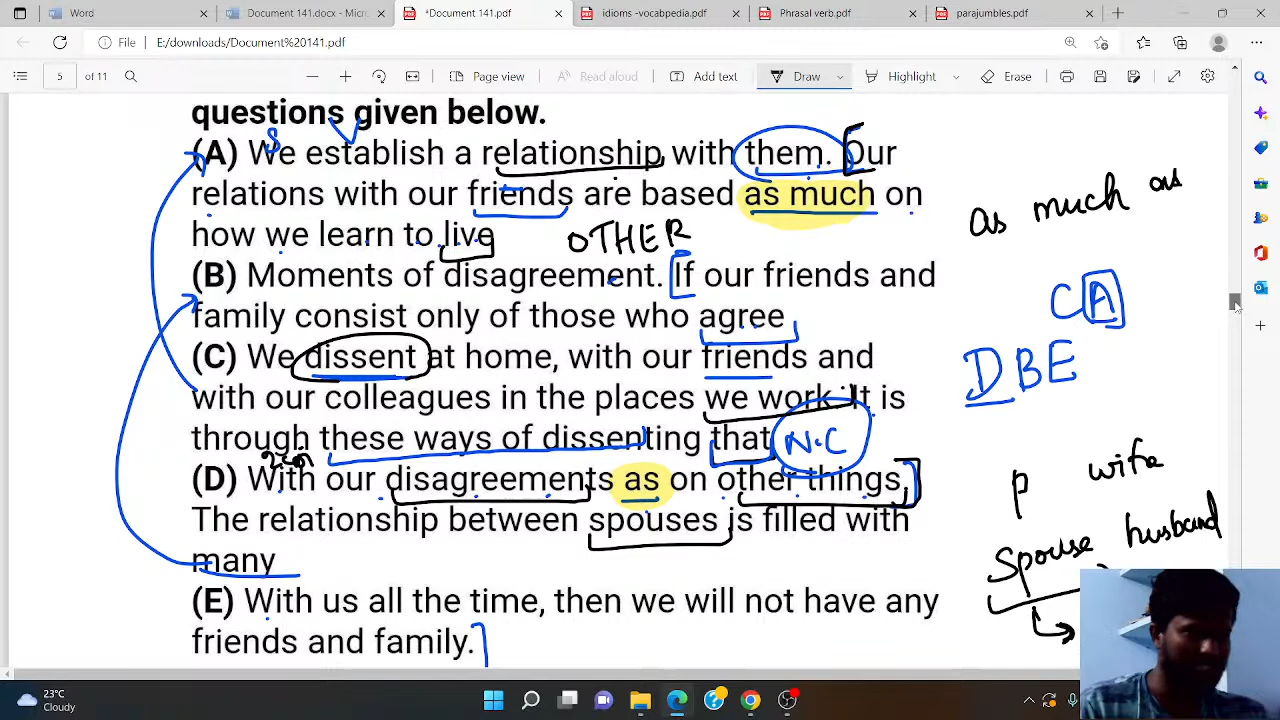 Word
Document 141.docx - Micros
*Document 141.pdf
idioms -vocabpedia.pdf
Phrasal verb.pdf
parajumbles.pdf
File
E:/downloads/Document%20141.pdf
5 of 11
Page view
Read aloud
Add text
Draw
Highlight
Erase
questions given below.
S V
(A) We establish a relationship with them. Our
relations with our friends are based as much on
how we learn to live
OTHER
(B) Moments of disagreement. If our friends and
family consist only of those who agree
(C) We dissent at home, with our friends and
with our colleagues in the places we work. It is
through these ways of dissenting that
N.C
(D) With our disagreements as on other things,
The relationship between spouses is filled with
many
(E) With us all the time, then we will not have any
friends and family.
as much as
CA
DBE
P wife
Spouse husband
23°C
Cloudy